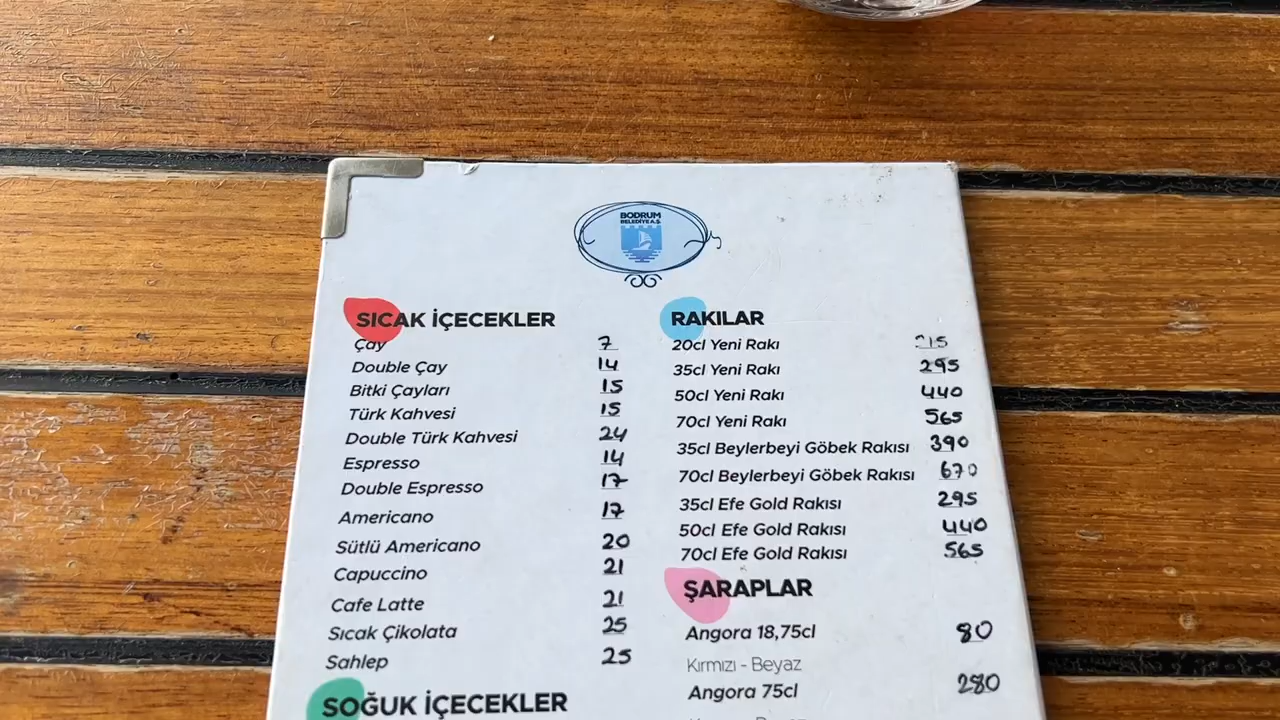 BODRUM
BELEDİYE A.Ş.
SICAK İÇECEKLER
Çay 7
Double Çay 14
Bitki Çayları 15
Türk Kahvesi 15
Double Türk Kahvesi 24
Espresso 14
Double Espresso 17
Americano 17
Sütlü Americano 20
Capuccino 21
Cafe Latte 21
Sıcak Çikolata 25
Sahlep 25
SOĞUK İÇECEKLER
RAKILAR
20cl Yeni Rakı
35cl Yeni Rakı 295
50cl Yeni Rakı 440
70cl Yeni Rakı 565
35cl Beylerbeyi Göbek Rakısı 390
70cl Beylerbeyi Göbek Rakısı 670
35cl Efe Gold Rakısı 295
50cl Efe Gold Rakısı 440
70cl Efe Gold Rakısı 565
ŞARAPLAR
Angora 18,75cl 80
Kırmızı - Beyaz
Angora 75cl 280